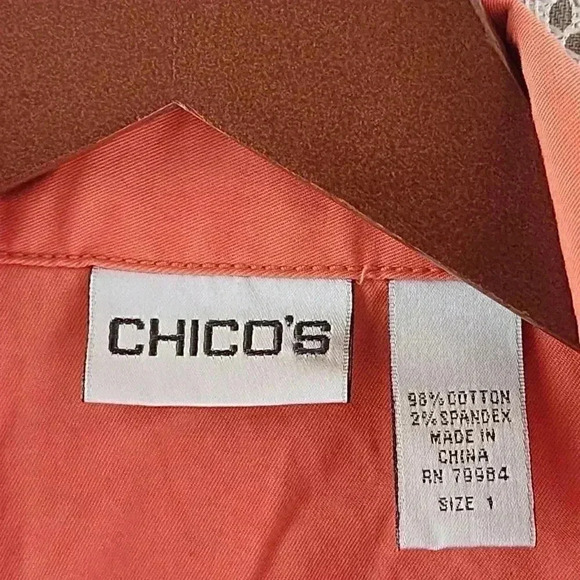 CHICO'S
98% COTTON
2% SPANDEX
MADE IN
CHINA
RN 79984
SIZE 1